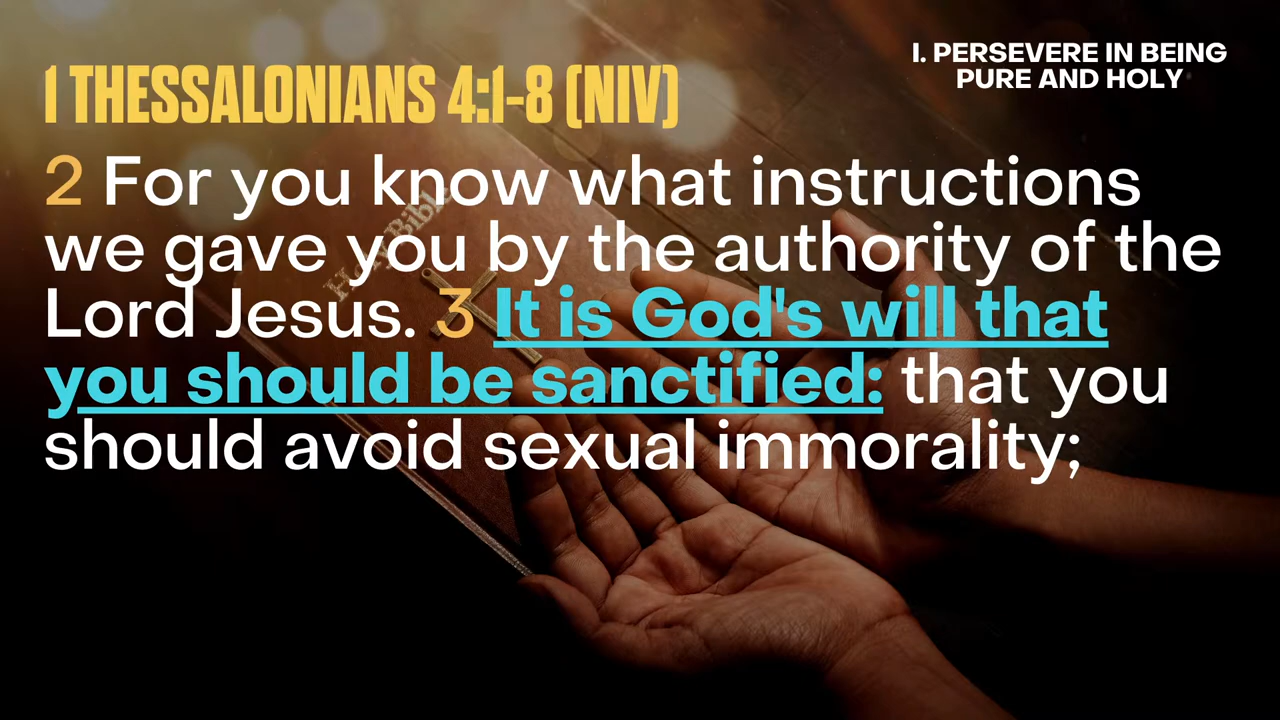 I. PERSEVERE IN BEING
PURE AND HOLY
1 THESSALONIANS 4:1-8 (NIV)
2 For you know what instructions
we gave you by the authority of the
Lord Jesus. 3 It is God's will that
you should be sanctified: that you
should avoid sexual immorality;
Holy Bible